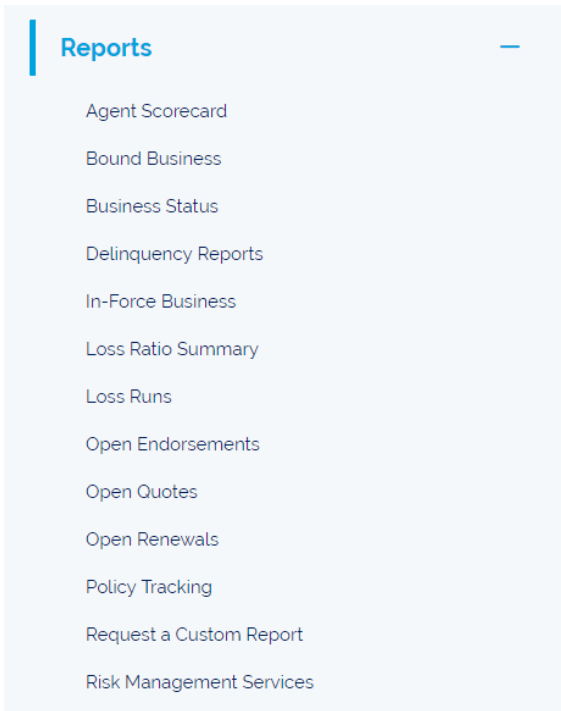 Reports
Agent Scorecard
Bound Business
Business Status
Delinquency Reports
In-Force Business
Loss Ratio Summary
Loss Runs
Open Endorsements
Open Quotes
Open Renewals
Policy Tracking
Request a Custom Report
Risk Management Services